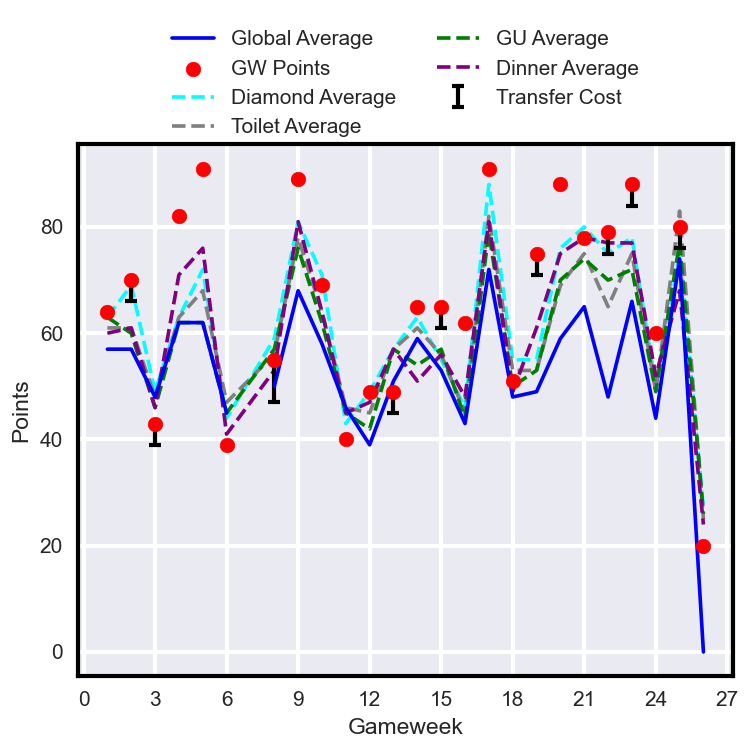 Global Average
GW Points
Diamond Average
Toilet Average
GU Average
Dinner Average
Transfer Cost
Points
80
60
40
20
0
0 3 6 9 12 15 18 21 24 27
Gameweek